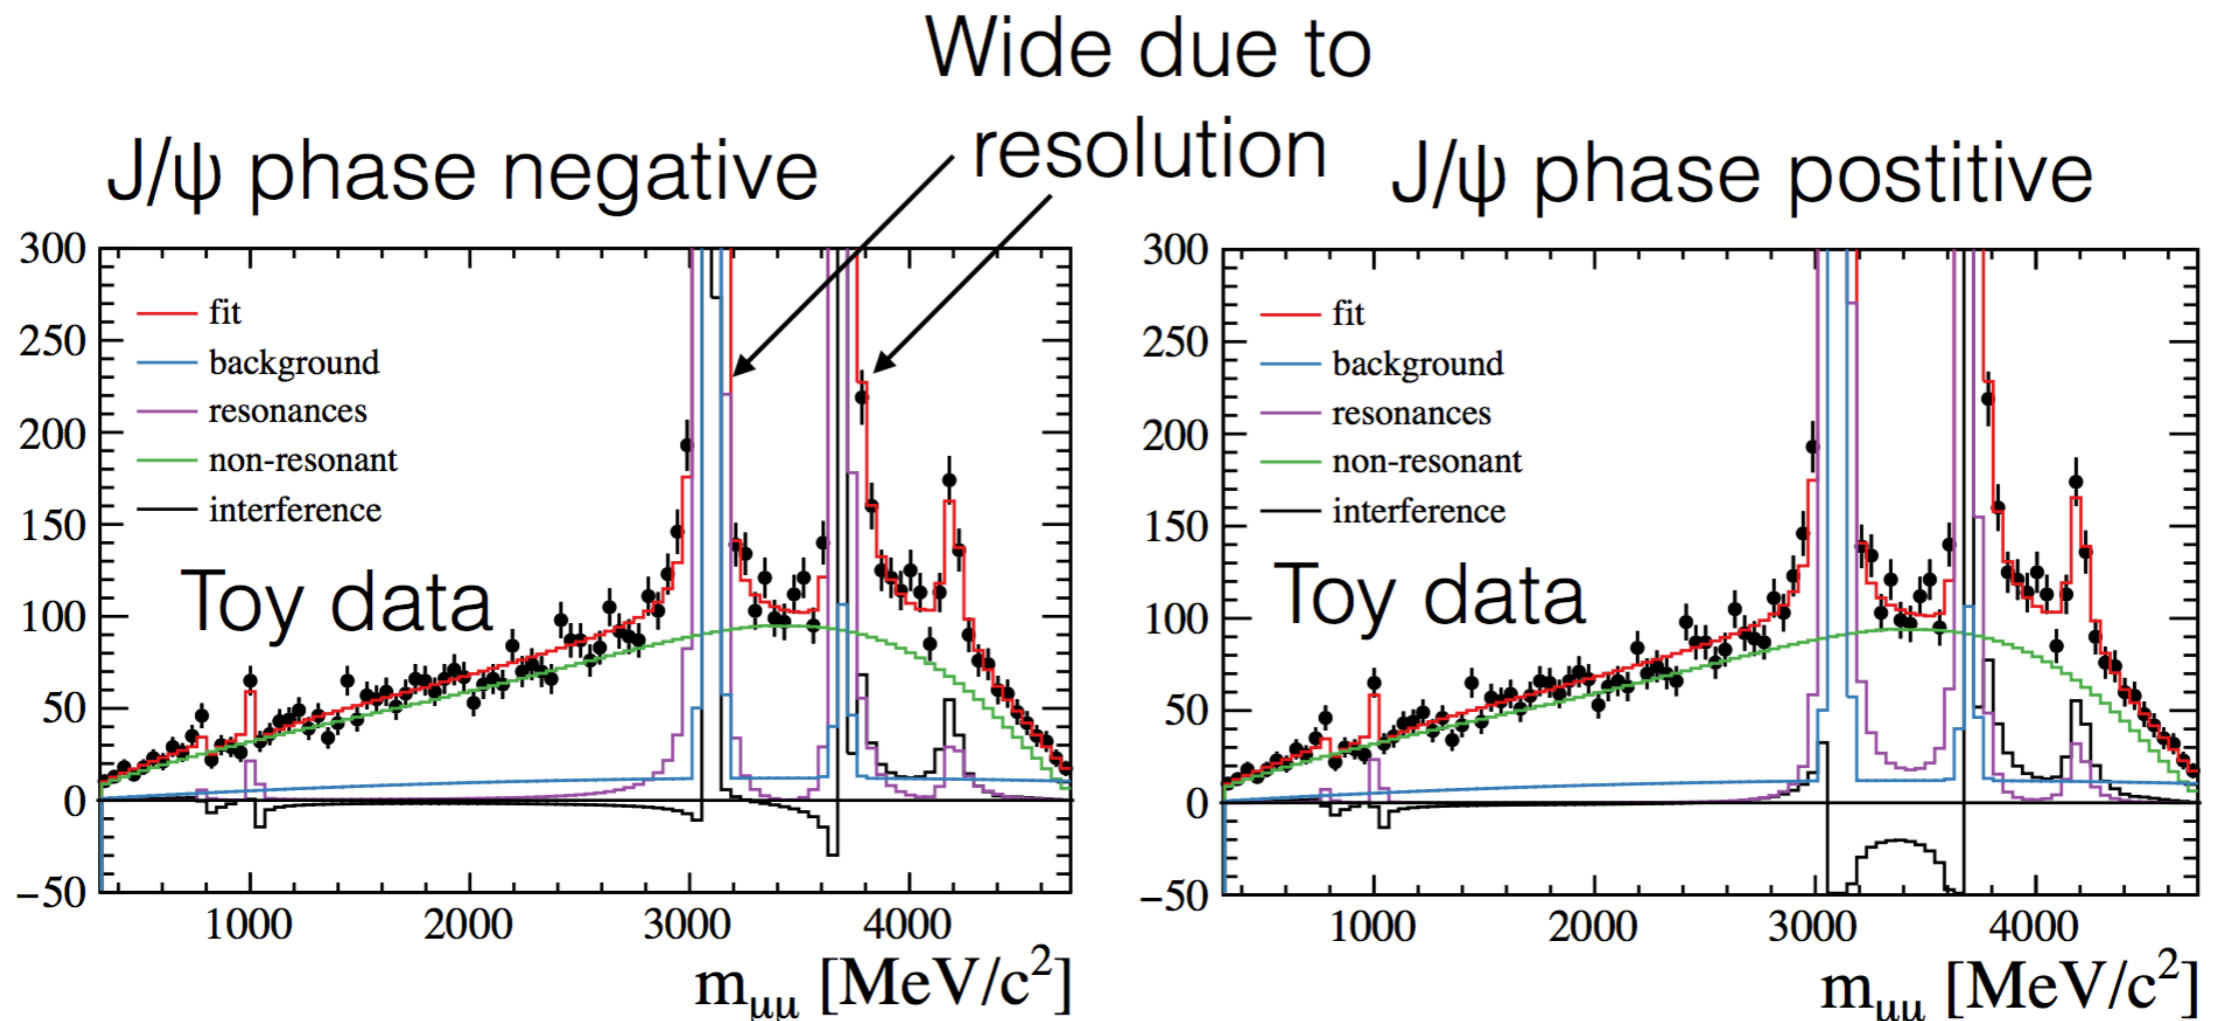 Wide due to
resolution
J/ψ phase negative
J/ψ phase postitive
300
250
200
150
100
50
0
−50
fit
background
resonances
non-resonant
interference
Toy data
1000 2000 3000 4000
mμμ [MeV/c²]
300
250
200
150
100
50
0
−50
fit
background
resonances
non-resonant
interference
Toy data
1000 2000 3000 4000
mμμ [MeV/c²]